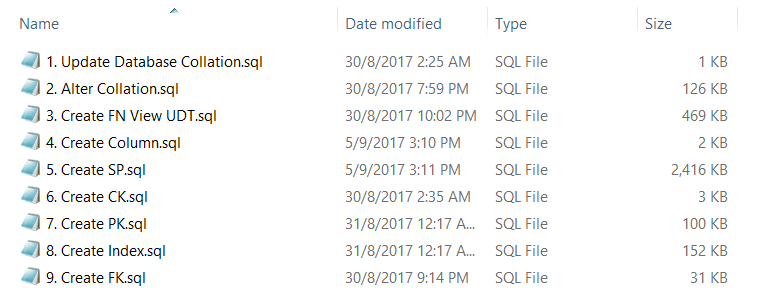 Name Date modified Type Size
1. Update Database Collation.sql 30/8/2017 2:25 AM SQL File 1 KB
2. Alter Collation.sql 30/8/2017 7:59 PM SQL File 126 KB
3. Create FN View UDT.sql 30/8/2017 10:02 PM SQL File 469 KB
4. Create Column.sql 5/9/2017 3:10 PM SQL File 2 KB
5. Create SP.sql 5/9/2017 3:11 PM SQL File 2,416 KB
6. Create CK.sql 30/8/2017 2:35 AM SQL File 3 KB
7. Create PK.sql 31/8/2017 12:17 A... SQL File 100 KB
8. Create Index.sql 31/8/2017 12:17 A... SQL File 152 KB
9. Create FK.sql 30/8/2017 9:14 PM SQL File 31 KB